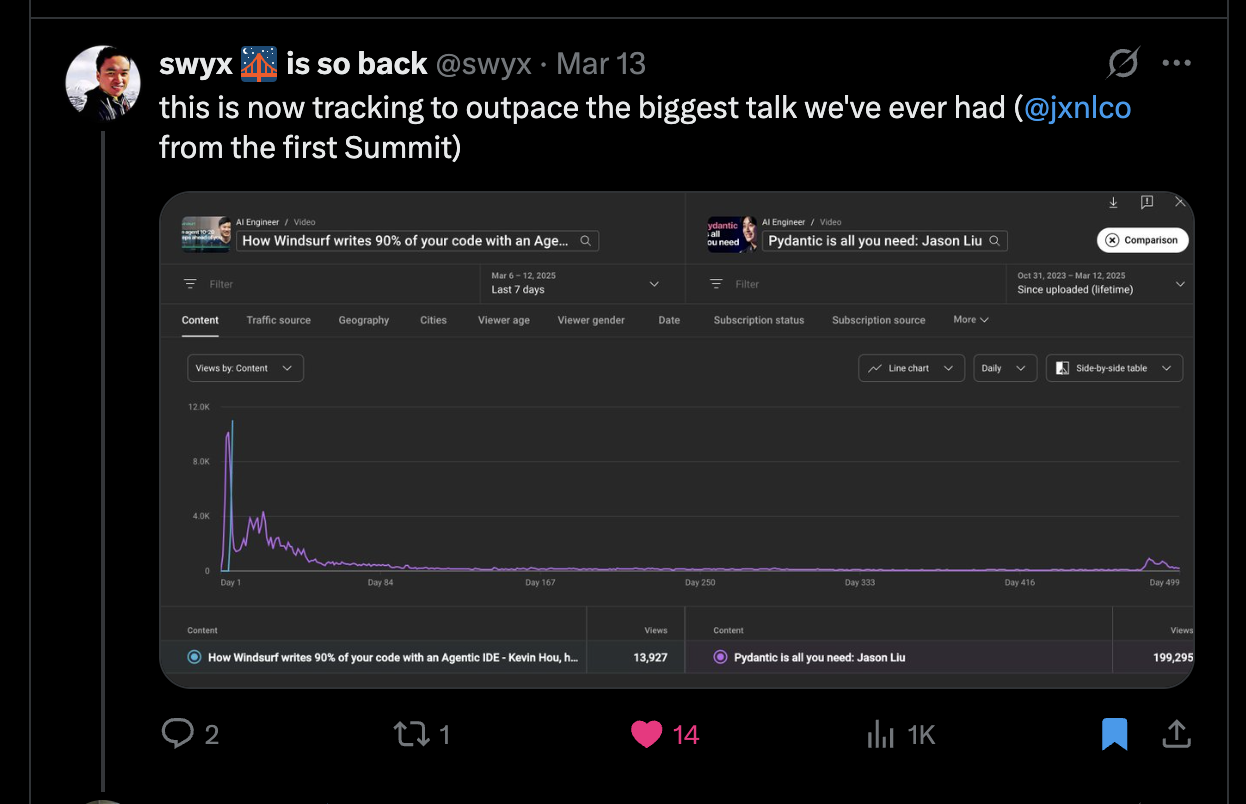 swyx 🌉 is so back @swyx · Mar 13
this is now tracking to outpace the biggest talk we've ever had (@jxnlco
from the first Summit)
AI Engineer / Video
How Windsurf writes 90% of your code with an Age...
AI Engineer / Video
Pydantic is all you need: Jason Liu
Comparison
Filter
Mar 6 – 12, 2025
Last 7 days
Filter
Oct 31, 2023 – Mar 12, 2025
Since uploaded (lifetime)
Content Traffic source Geography Cities Viewer age Viewer gender Date Subscription status Subscription source More
Views by: Content
Line chart
Daily
Side-by-side table
12.0K
8.0K
4.0K
0
Day 1 Day 84 Day 167 Day 250 Day 333 Day 416 Day 499
Content Views Content Views
How Windsurf writes 90% of your code with an Agentic IDE - Kevin Hou, h... 13,927 Pydantic is all you need: Jason Liu 199,295
2 1 14 1K